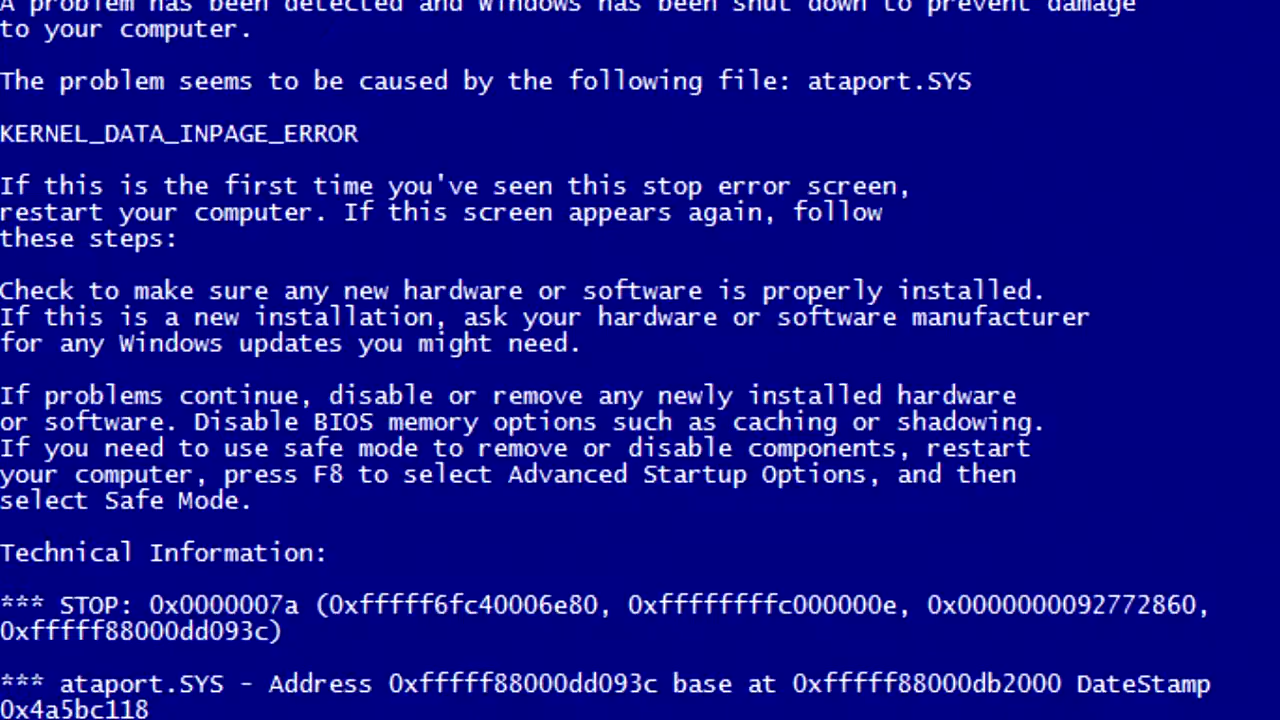 A problem has been detected and Windows has been shut down to prevent damage
to your computer.
The problem seems to be caused by the following file: ataport.SYS
KERNEL_DATA_INPAGE_ERROR
If this is the first time you've seen this stop error screen,
restart your computer. If this screen appears again, follow
these steps:
Check to make sure any new hardware or software is properly installed.
If this is a new installation, ask your hardware or software manufacturer
for any Windows updates you might need.
If problems continue, disable or remove any newly installed hardware
or software. Disable BIOS memory options such as caching or shadowing.
If you need to use safe mode to remove or disable components, restart
your computer, press F8 to select Advanced Startup Options, and then
select Safe Mode.
Technical Information:
*** STOP: 0x0000007a (0xfffff6fc40006e80, 0xffffffffc000000e, 0x0000000092772860,
0xfffff88000dd093c)
*** ataport.SYS - Address 0xfffff88000dd093c base at 0xfffff88000db2000 DateStamp
0x4a5bc118